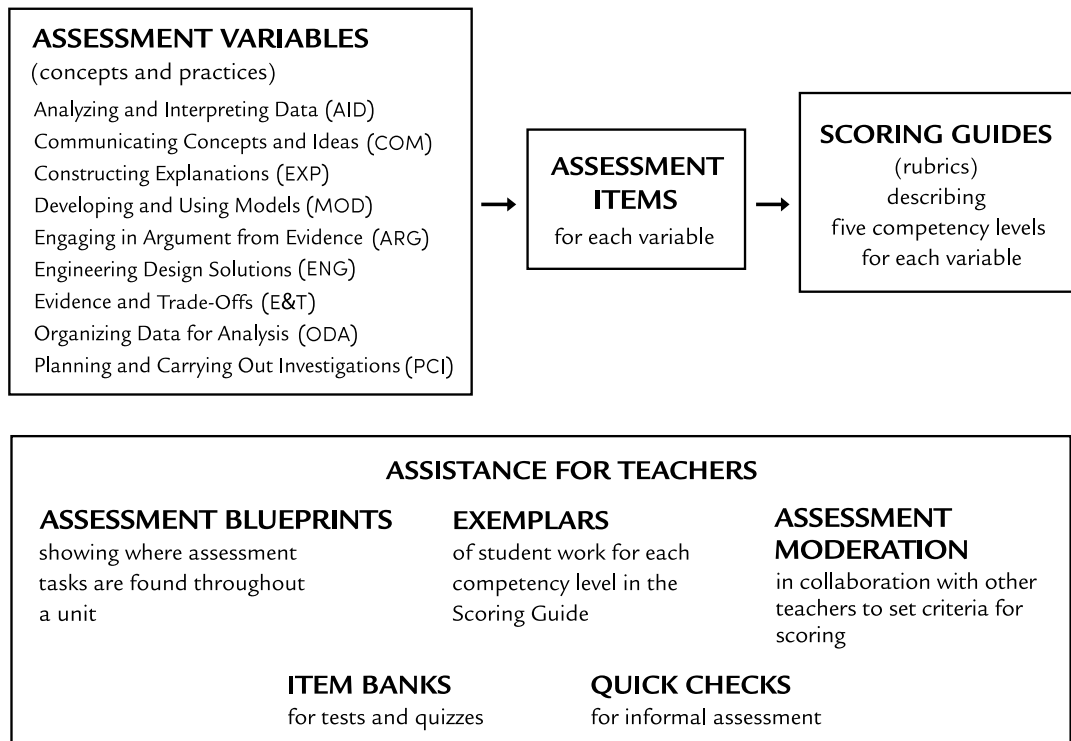 ASSESSMENT VARIABLES
(concepts and practices)
Analyzing and Interpreting Data (AID)
Communicating Concepts and Ideas (COM)
Constructing Explanations (EXP)
Developing and Using Models (MOD)
Engaging in Argument from Evidence (ARG)
Engineering Design Solutions (ENG)
Evidence and Trade-Offs (E&T)
Organizing Data for Analysis (ODA)
Planning and Carrying Out Investigations (PCI)
ASSESSMENT
ITEMS
for each variable
SCORING GUIDES
(rubrics)
describing
five competency levels
for each variable
ASSISTANCE FOR TEACHERS
ASSESSMENT BLUEPRINTS
showing where assessment
tasks are found throughout
a unit
EXEMPLARS
of student work for each
competency level in the
Scoring Guide
ASSESSMENT
MODERATION
in collaboration with other
teachers to set criteria for
scoring
ITEM BANKS
for tests and quizzes
QUICK CHECKS
for informal assessment